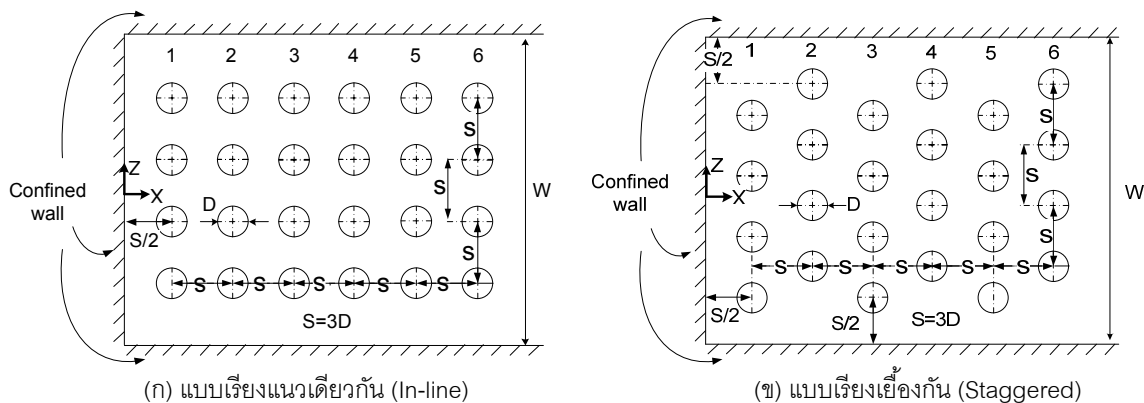 1 2 3 4 5 6
S
S
Z
X
Confined
wall
D
S/2
S
W
S S S S S
S=3D
(ก) แบบเรียงแนวเดียวกัน (In-line)
S/2
1 2 3 4 5 6
S
S
Z
X
Confined
wall
D
S
W
S S S S S
S/2
S/2
S=3D
(ข) แบบเรียงเยื้องกัน (Staggered)